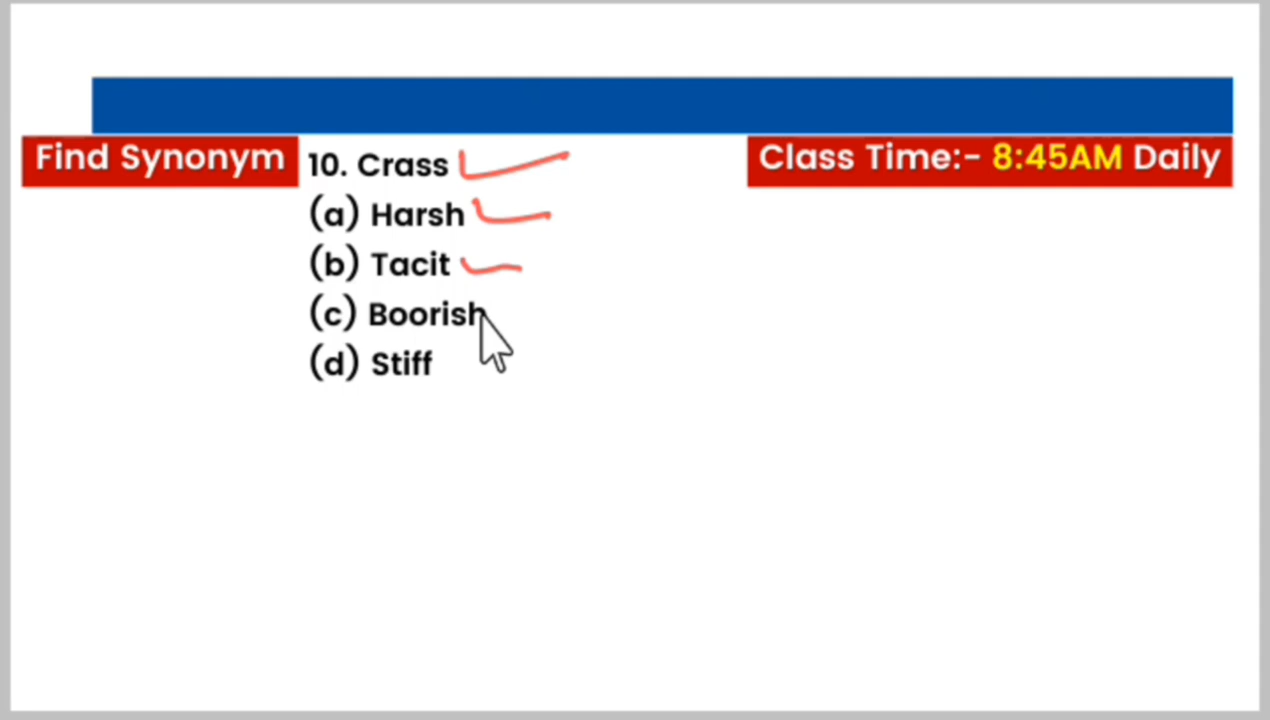 Find Synonym
10. Crass
Class Time:- 8:45AM Daily
(a) Harsh
(b) Tacit
(c) Boorish
(d) Stiff